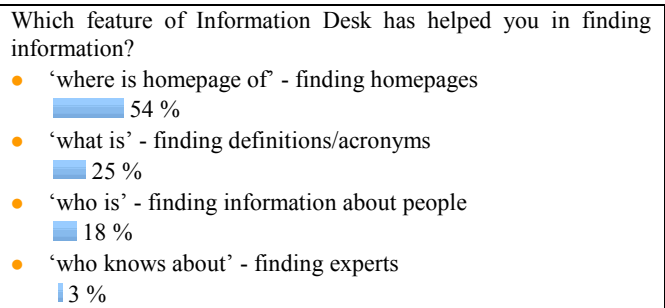 Which feature of Information Desk has helped you in finding
information?
‘where is homepage of’ - finding homepages
54 %
‘what is’ - finding definitions/acronyms
25 %
‘who is’ - finding information about people
18 %
‘who knows about’ - finding experts
3 %